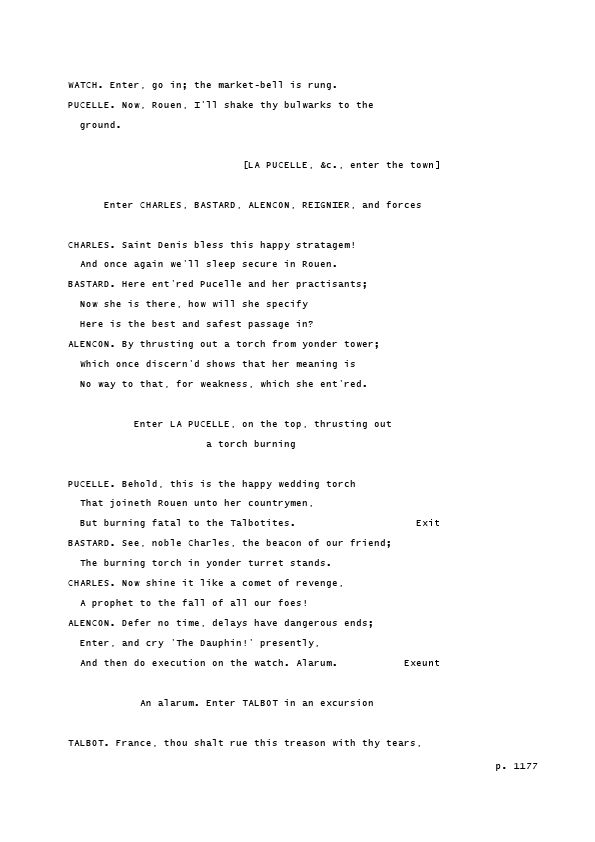 WATCH. Enter, go in; the market-bell is rung.
PUCELLE. Now, Rouen, I'll shake thy bulwarks to the
ground.
[LA PUCELLE, &c., enter the town]
Enter CHARLES, BASTARD, ALENCON, REIGNIER, and forces
CHARLES. Saint Denis bless this happy stratagem!
And once again we'll sleep secure in Rouen.
BASTARD. Here ent'red Pucelle and her practisants;
Now she is there, how will she specify
Here is the best and safest passage in?
ALENCON. By thrusting out a torch from yonder tower;
Which once discern'd shows that her meaning is
No way to that, for weakness, which she ent'red.
Enter LA PUCELLE, on the top, thrusting out
a torch burning
PUCELLE. Behold, this is the happy wedding torch
That joineth Rouen unto her countrymen,
But burning fatal to the Talbotites. Exit
BASTARD. See, noble Charles, the beacon of our friend;
The burning torch in yonder turret stands.
CHARLES. Now shine it like a comet of revenge,
A prophet to the fall of all our foes!
ALENCON. Defer no time, delays have dangerous ends;
Enter, and cry 'The Dauphin!' presently,
And then do execution on the watch. Alarum. Exeunt
An alarum. Enter TALBOT in an excursion
TALBOT. France, thou shalt rue this treason with thy tears,
p. 1177